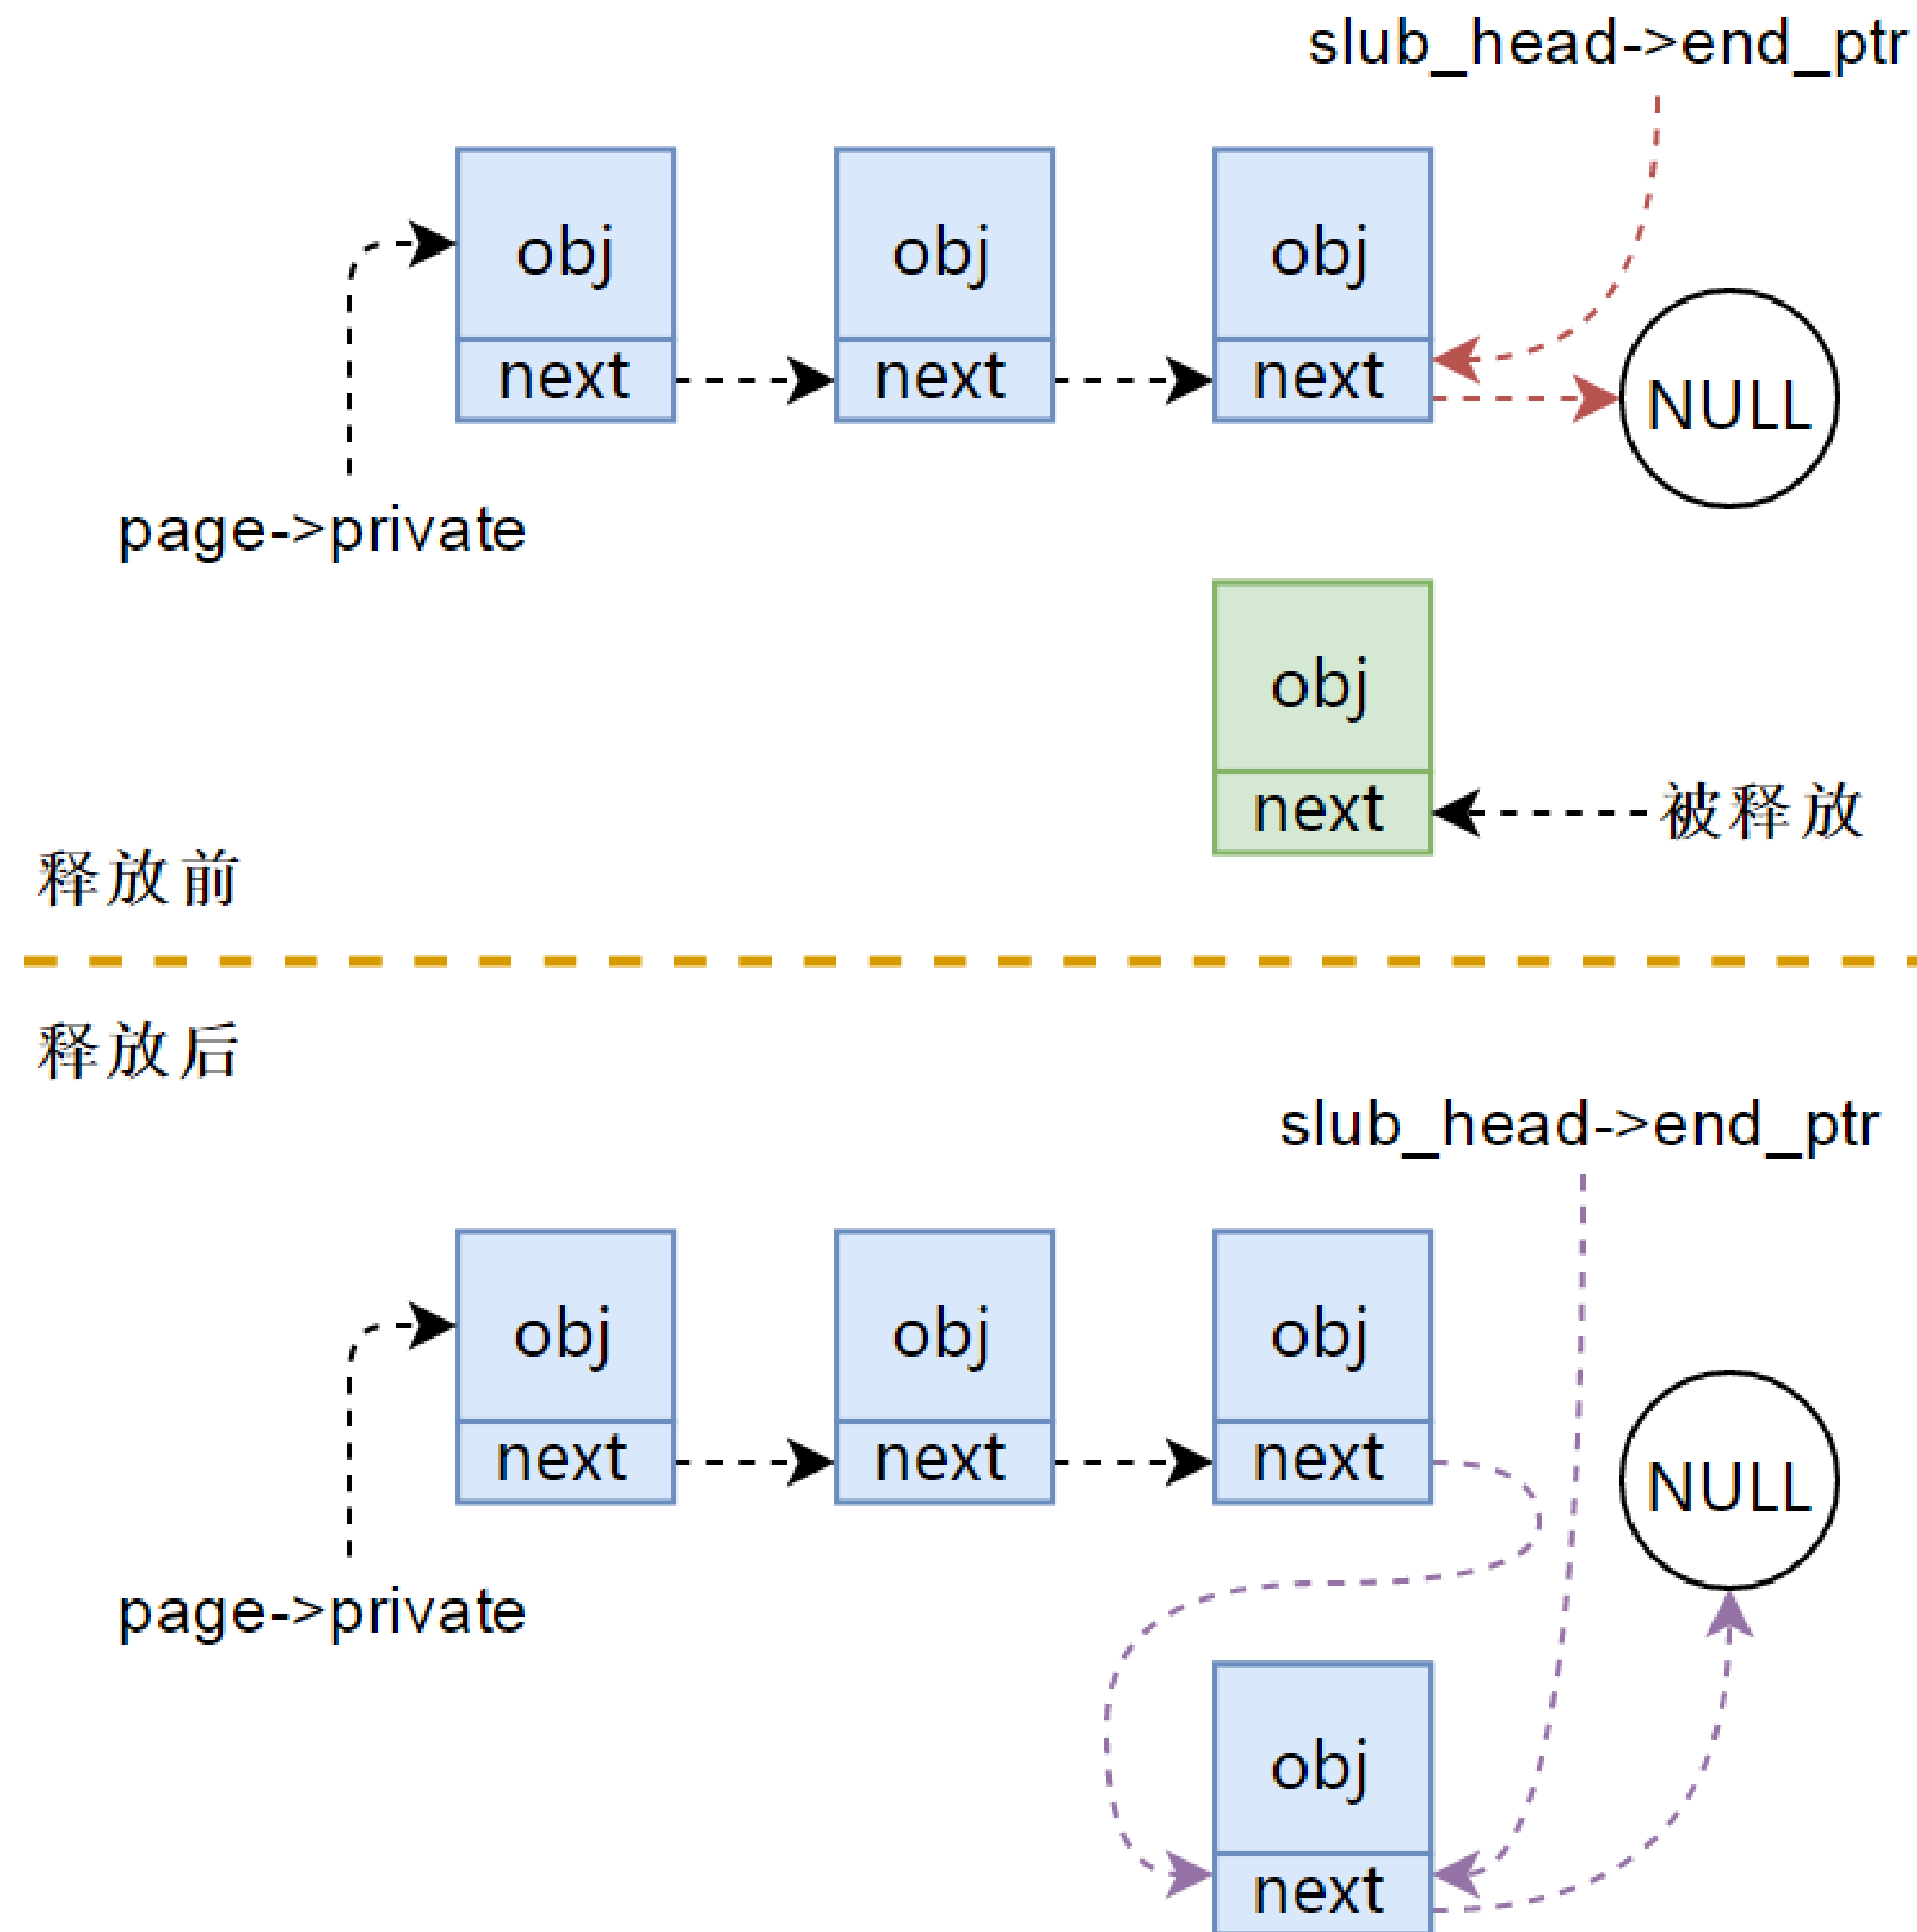 slub_head->end_ptr
obj obj obj
next next next
NULL
page->private
obj
next
被释放
释放前
释放后
slub_head->end_ptr
obj obj obj
next next next
NULL
page->private
obj
next